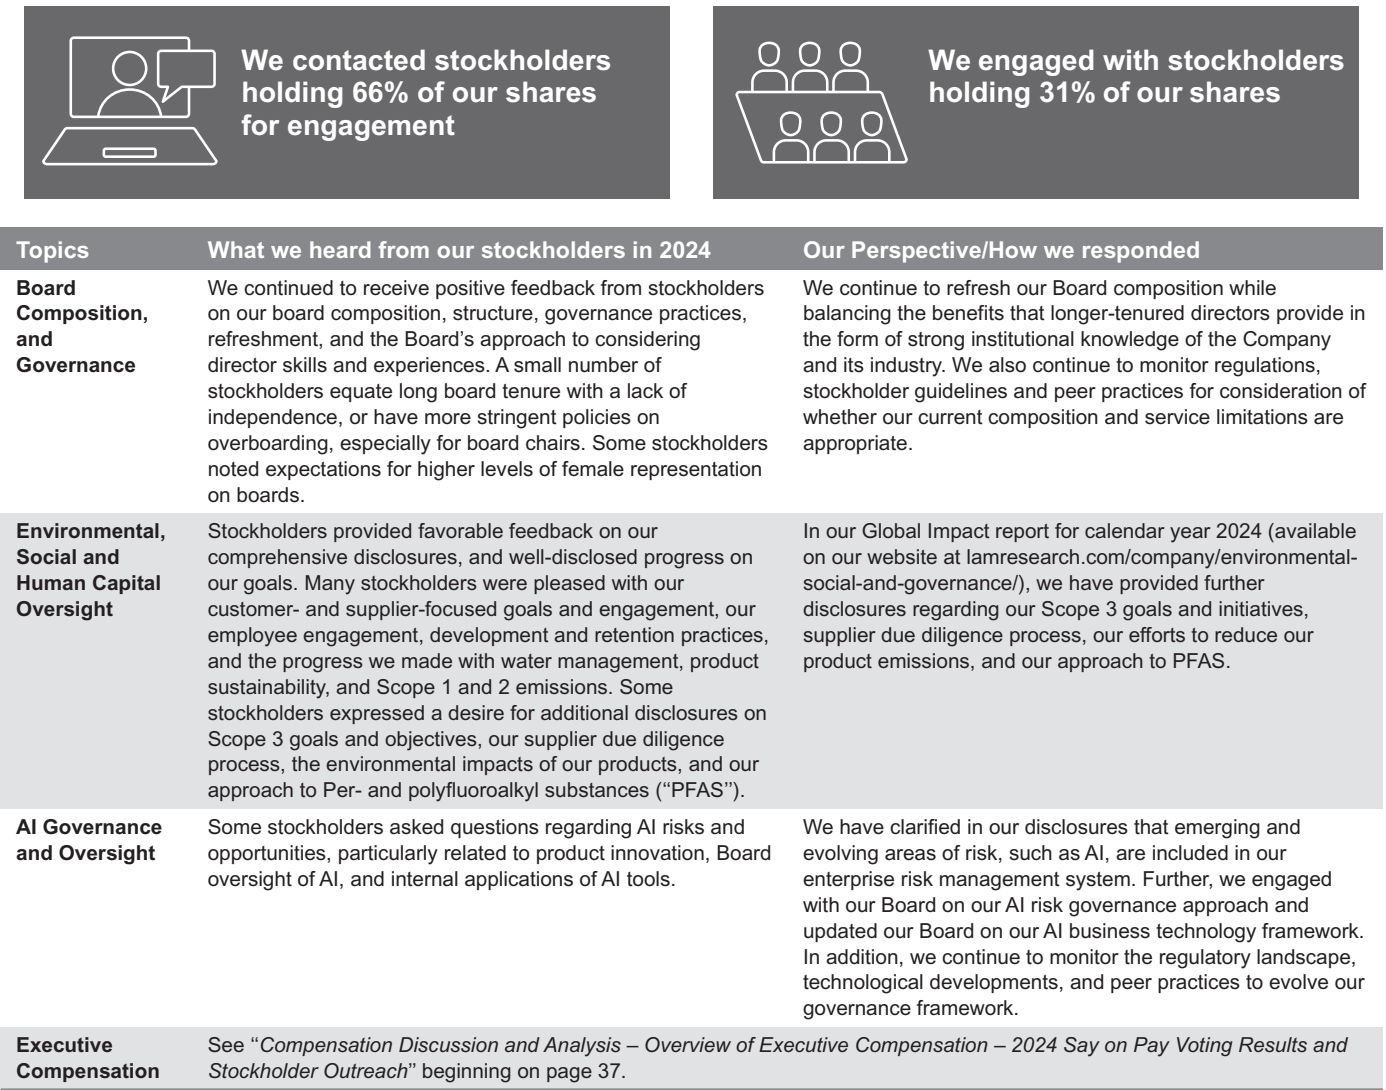 We contacted stockholders
holding 66% of our shares
for engagement
We engaged with stockholders
holding 31% of our shares
Topics
What we heard from our stockholders in 2024
Our Perspective/How we responded
Board
Composition,
and
Governance
We continued to receive positive feedback from stockholders
on our board composition, structure, governance practices,
refreshment, and the Board’s approach to considering
director skills and experiences. A small number of
stockholders equate long board tenure with a lack of
independence, or have more stringent policies on
overboarding, especially for board chairs. Some stockholders
noted expectations for higher levels of female representation
on boards.
We continue to refresh our Board composition while
balancing the benefits that longer-tenured directors provide in
the form of strong institutional knowledge of the Company
and its industry. We also continue to monitor regulations,
stockholder guidelines and peer practices for consideration of
whether our current composition and service limitations are
appropriate.
Environmental,
Social and
Human Capital
Oversight
Stockholders provided favorable feedback on our
comprehensive disclosures, and well-disclosed progress on
our goals. Many stockholders were pleased with our
customer- and supplier-focused goals and engagement, our
employee engagement, development and retention practices,
and the progress we made with water management, product
sustainability, and Scope 1 and 2 emissions. Some
stockholders expressed a desire for additional disclosures on
Scope 3 goals and objectives, our supplier due diligence
process, the environmental impacts of our products, and our
approach to Per- and polyfluoroalkyl substances (‘‘PFAS’’).
In our Global Impact report for calendar year 2024 (available
on our website at lamresearch.com/company/environmental-
social-and-governance/), we have provided further
disclosures regarding our Scope 3 goals and initiatives,
supplier due diligence process, our efforts to reduce our
product emissions, and our approach to PFAS.
AI Governance
and Oversight
Some stockholders asked questions regarding AI risks and
opportunities, particularly related to product innovation, Board
oversight of AI, and internal applications of AI tools.
We have clarified in our disclosures that emerging and
evolving areas of risk, such as AI, are included in our
enterprise risk management system. Further, we engaged
with our Board on our AI risk governance approach and
updated our Board on our AI business technology framework.
In addition, we continue to monitor the regulatory landscape,
technological developments, and peer practices to evolve our
governance framework.
Executive
Compensation
See ‘‘Compensation Discussion and Analysis – Overview of Executive Compensation – 2024 Say on Pay Voting Results and
Stockholder Outreach’’ beginning on page 37.